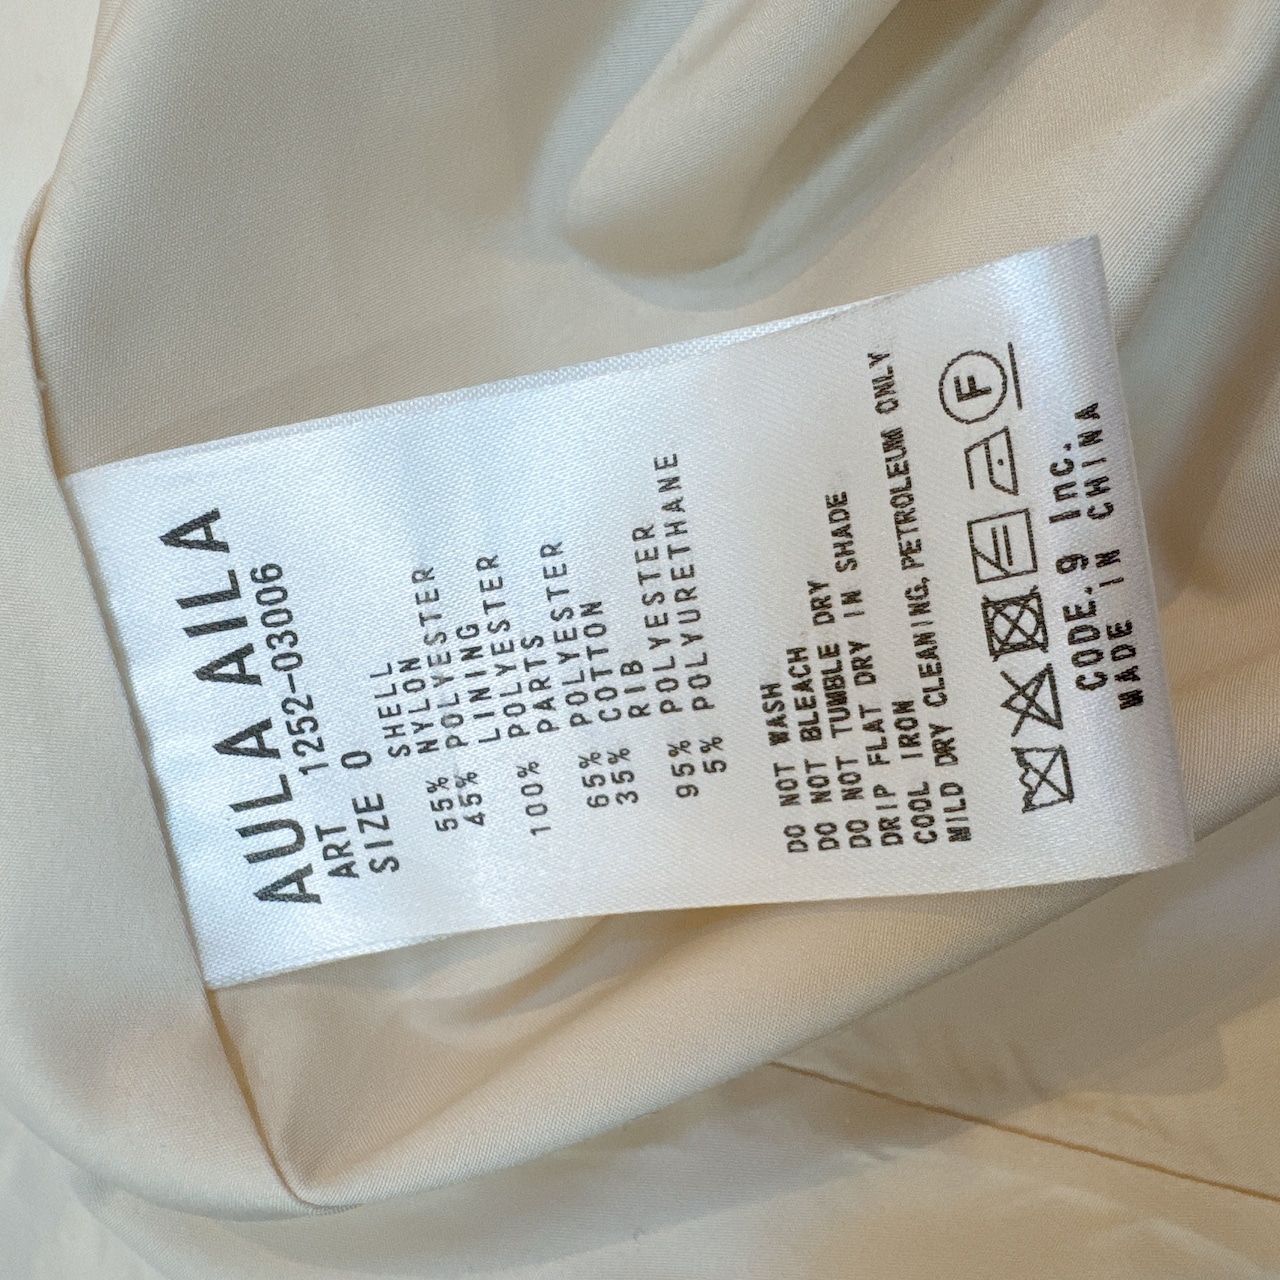 AULA AILA
ART 1252-03006
SIZE 0
SHELL
55% NYLON
45% POLYESTER
LINING
100% POLYESTER
PARTS
65% POLYESTER
35% COTTON
RIB
95% POLYESTER
5% POLYURETHANE
DO NOT WASH
DO NOT BLEACH
DO NOT TUMBLE DRY
DRIP FLAT DRY IN SHADE
COOL IRON
MILD DRY CLEANING, PETROLEUM ONLY
F
CODE.9 Inc.
MADE IN CHINA